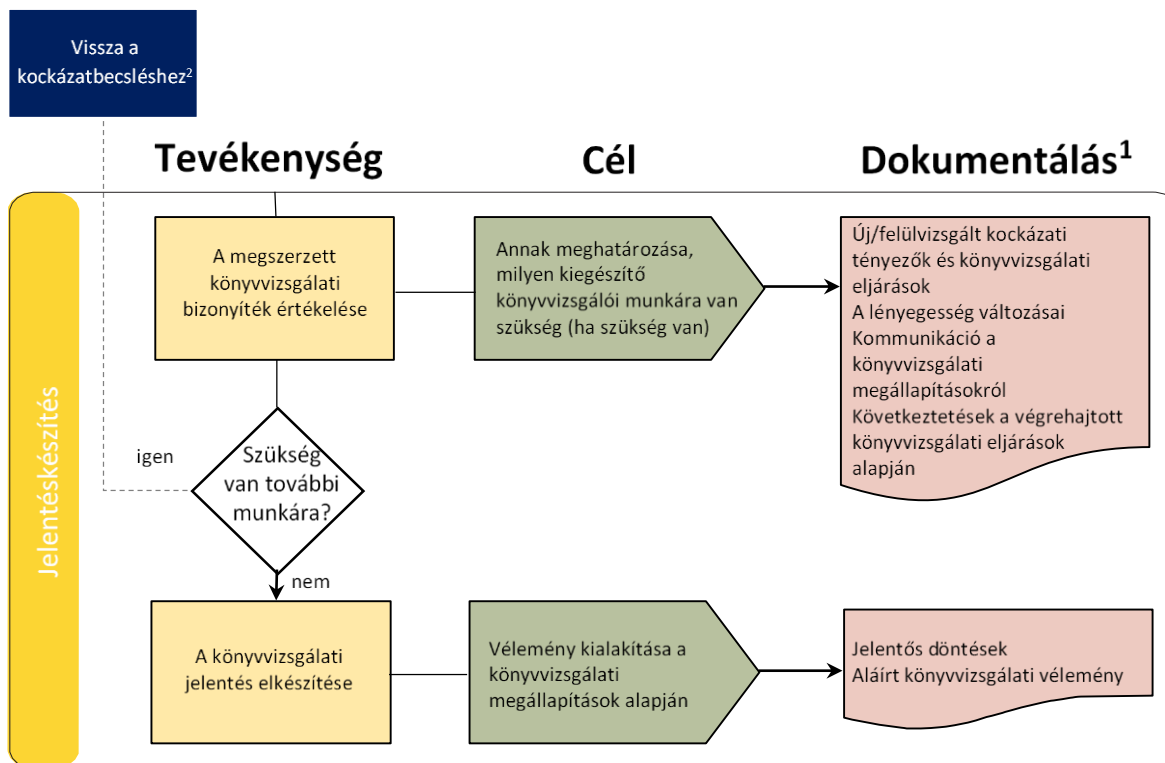 Vissza a
kockázatbecsléshez²
Tevékenység
Cél
Dokumentálás¹
Jelentéskészítés
A megszerzett
könyvvizsgálati
bizonyíték értékelése
Annak meghatározása,
milyen kiegészítő
könyvvizsgálói munkára van
szükség (ha szükség van)
Új/felülvizsgált kockázati
tényezők és könyvvizsgálati
eljárások
A lényegesség változásai
Kommunikáció a
könyvvizsgálati
megállapításokról
Következtetések a végrehajtott
könyvvizsgálati eljárások
alapján
igen
Szükség
van további
munkára?
nem
A könyvvizsgálati
jelentés elkészítése
Vélemény kialakítása a
könyvvizsgálati
megállapítások alapján
Jelentős döntések
Aláírt könyvvizsgálati vélemény